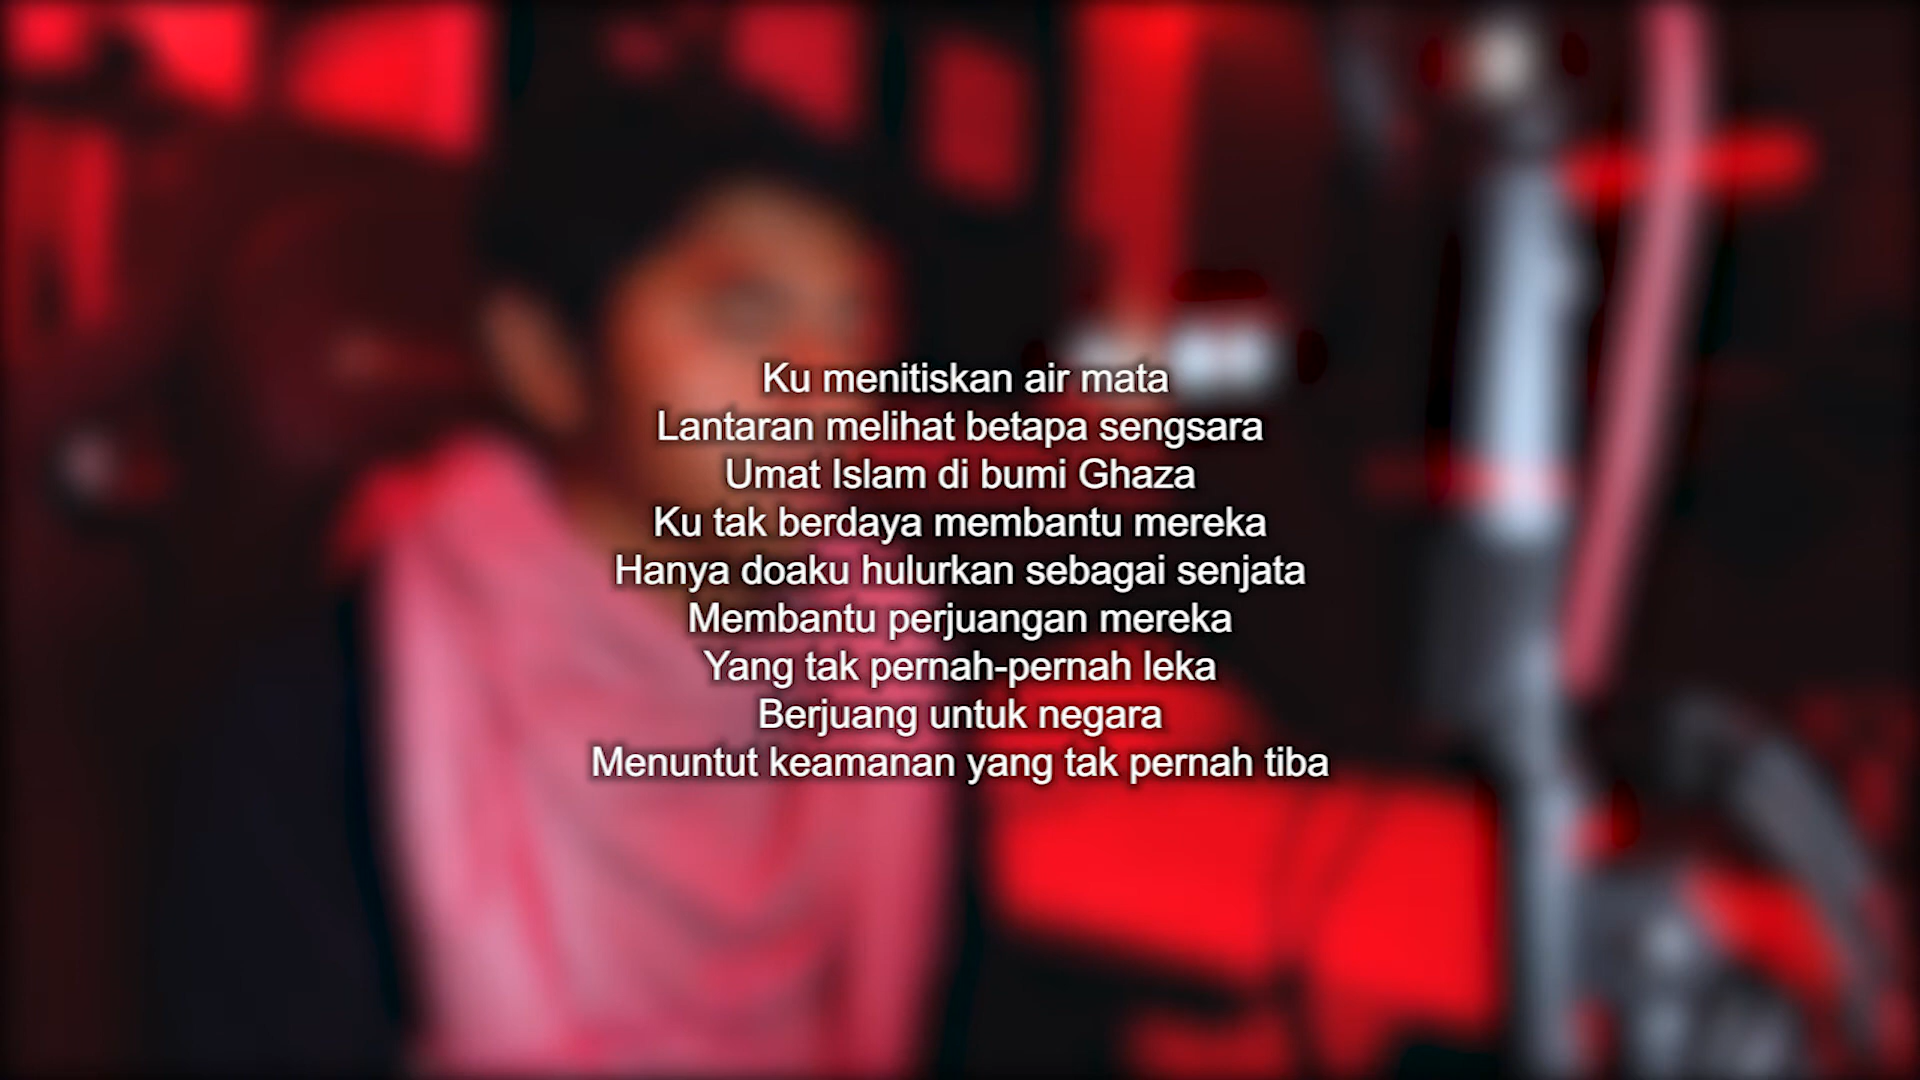 Ku menitiskan air mata
Lantaran melihat betapa sengsara
Umat Islam di bumi Ghaza
Ku tak berdaya membantu mereka
Hanya doaku hulurkan sebagai senjata
Membantu perjuangan mereka
Yang tak pernah-pernah leka
Berjuang untuk negara
Menuntut keamanan yang tak pernah tiba